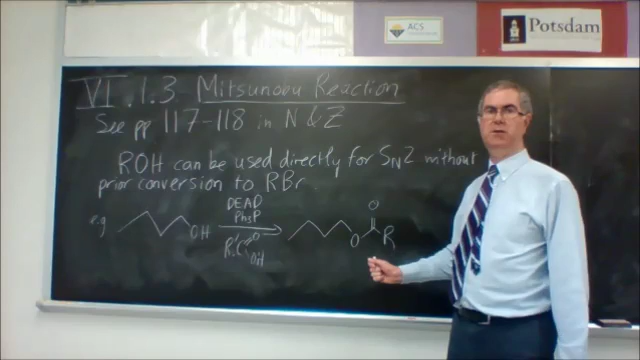 ACS
Potsdam
VI.1.3 Mitsunobu Reaction
See pp 117-118 in N & Z
ROH can be used directly for SN2 without
prior conversion to RBr
DEAD
Ph3P
e.g OH R' C O OH O O R